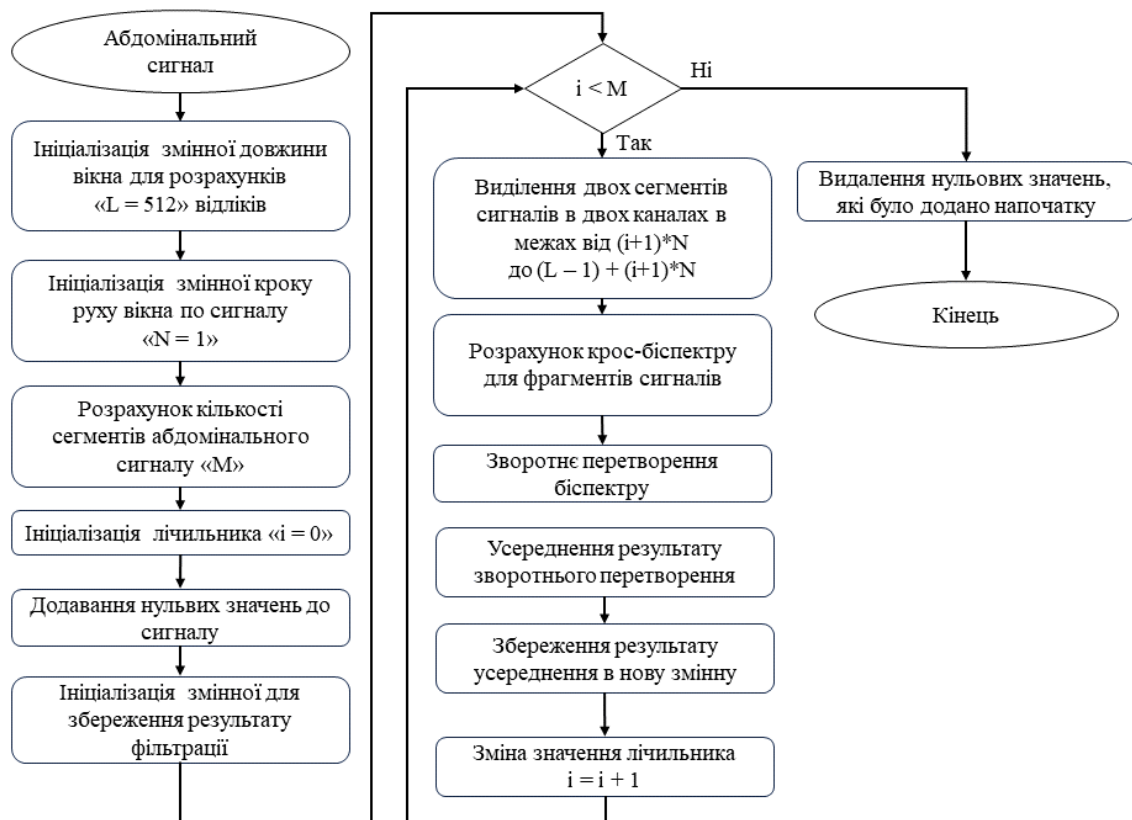 Абдомінальний
сигнал
Ініціалізація змінної довжини
вікна для розрахунків
«L = 512» відліків
Ініціалізація змінної кроку
руху вікна по сигналу
«N = 1»
Розрахунок кількості
сегментів абдомінального
сигналу «M»
Ініціалізація лічильника «i = 0»
Додавання нульвих значень до
сигналу
Ініціалізація змінної для
збереження результату
фільтрації
i < M
Ні
Так
Виділення двох сегментів
сигналів в двох каналах в
межах від (i+1)*N
до (L – 1) + (i+1)*N
Розрахунок крос-біспектру
для фрагментів сигналів
Зворотнє перетворення
біспектру
Усереднення результату
зворотнього перетворення
Збереження результату
усереднення в нову змінну
Зміна значення лічильника
i = i + 1
Видалення нульових значень,
які було додано напочатку
Кінець